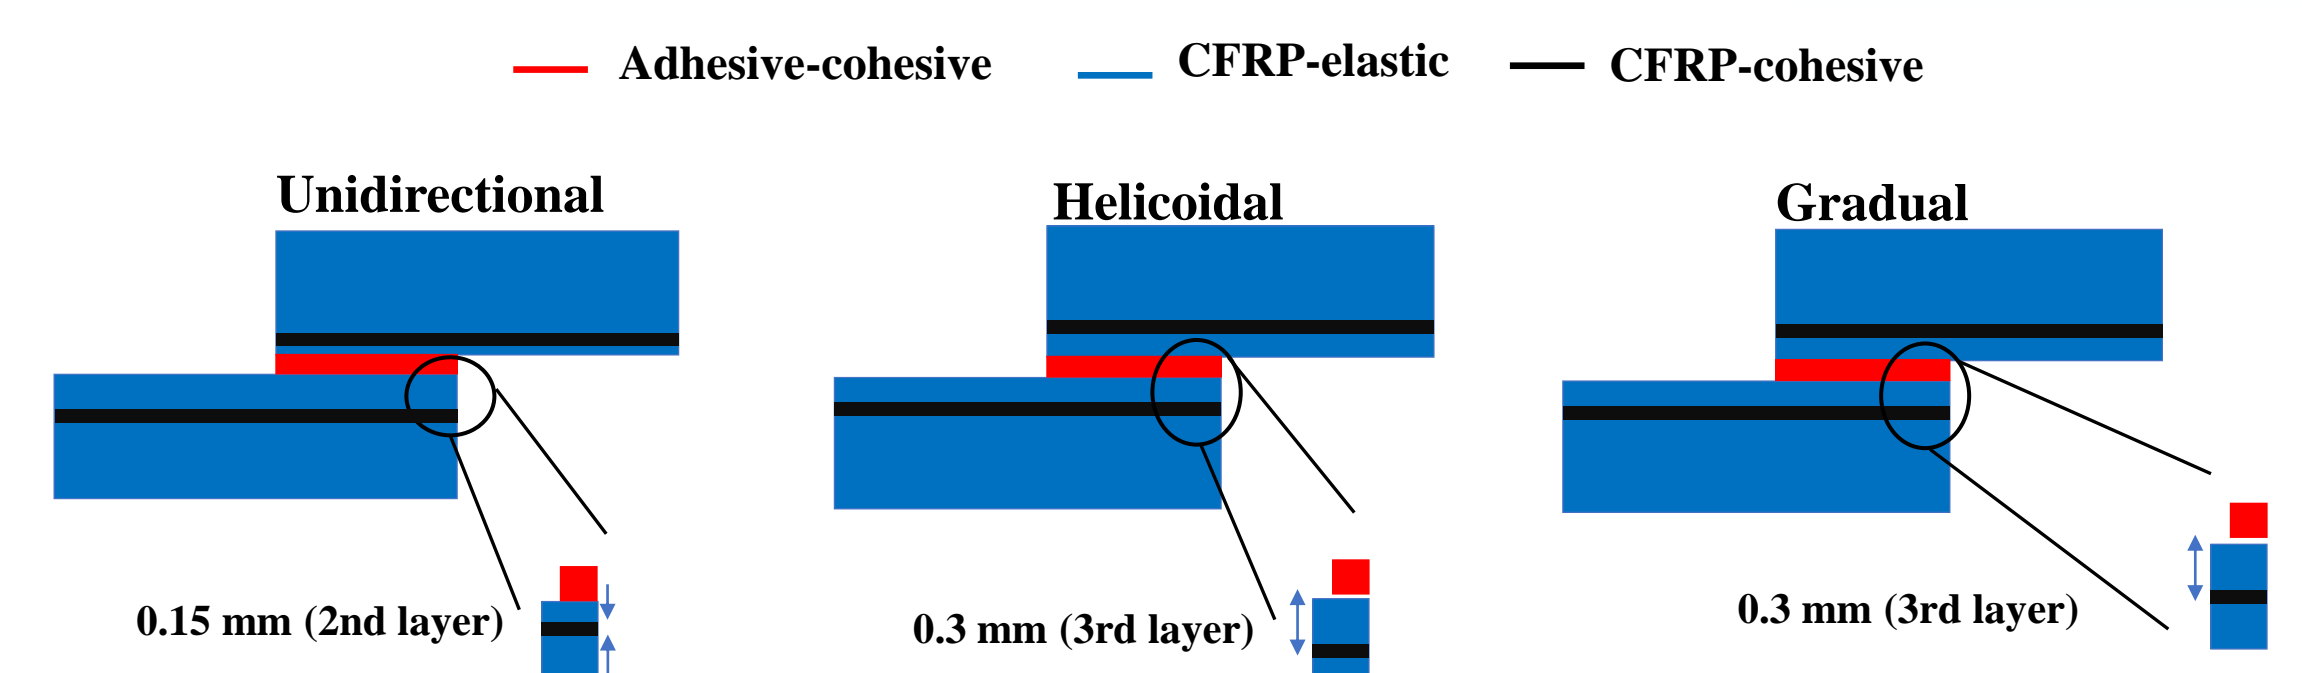 Adhesive-cohesive CFRP-elastic CFRP-cohesive
Unidirectional Helicoidal Gradual
0.15 mm (2nd layer) 0.3 mm (3rd layer) 0.3 mm (3rd layer)